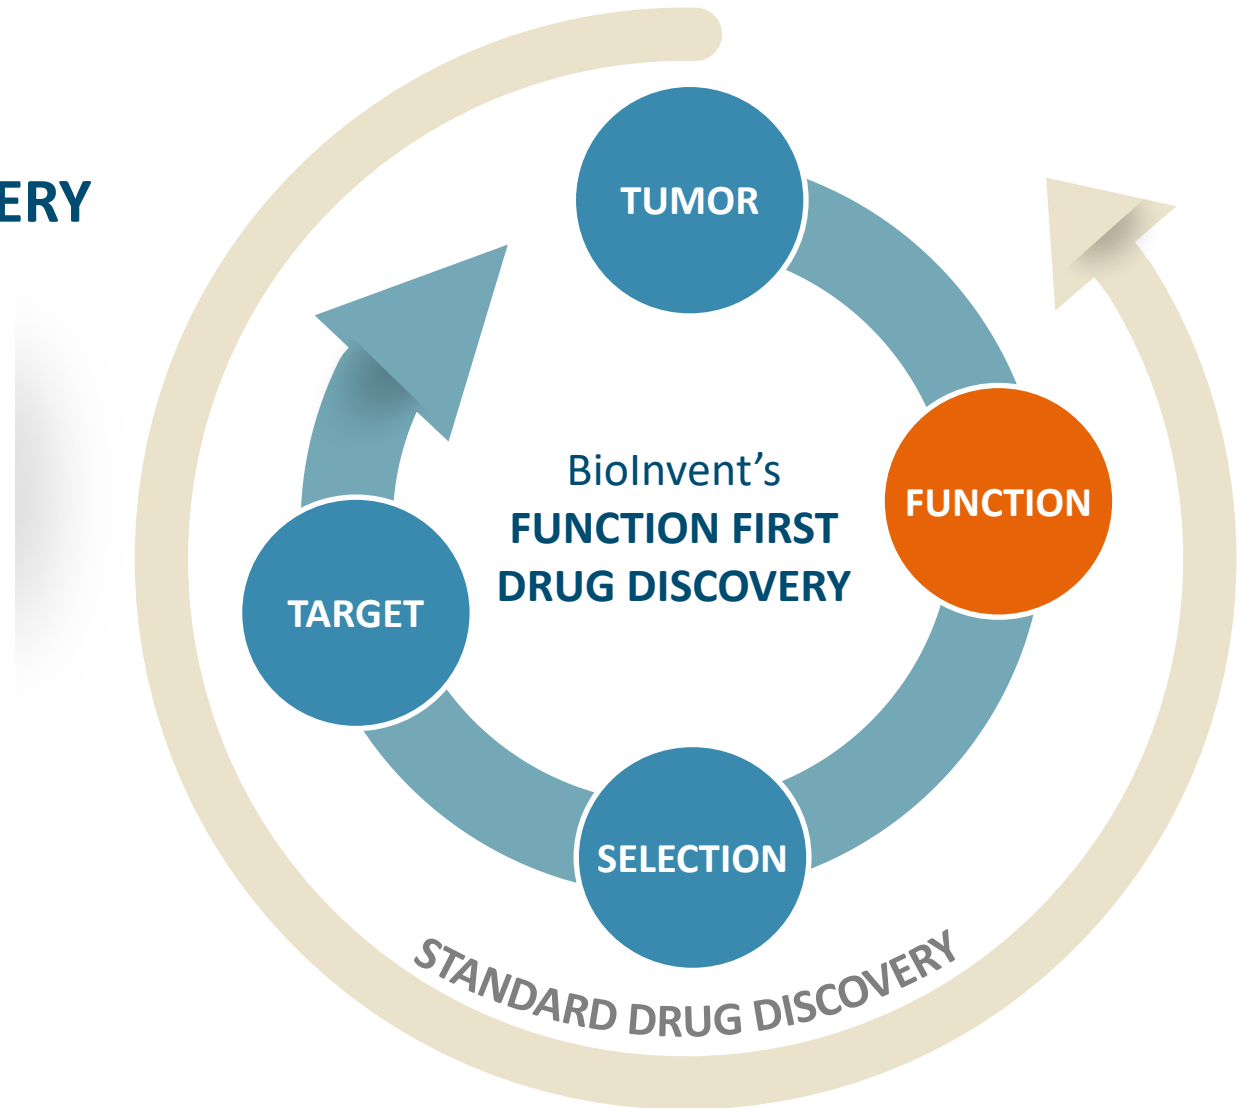 ERY
TUMOR
BioInvent's
FUNCTION FIRST
DRUG DISCOVERY
FUNCTION
TARGET
SELECTION
STANDARD DRUG DISCOVERY